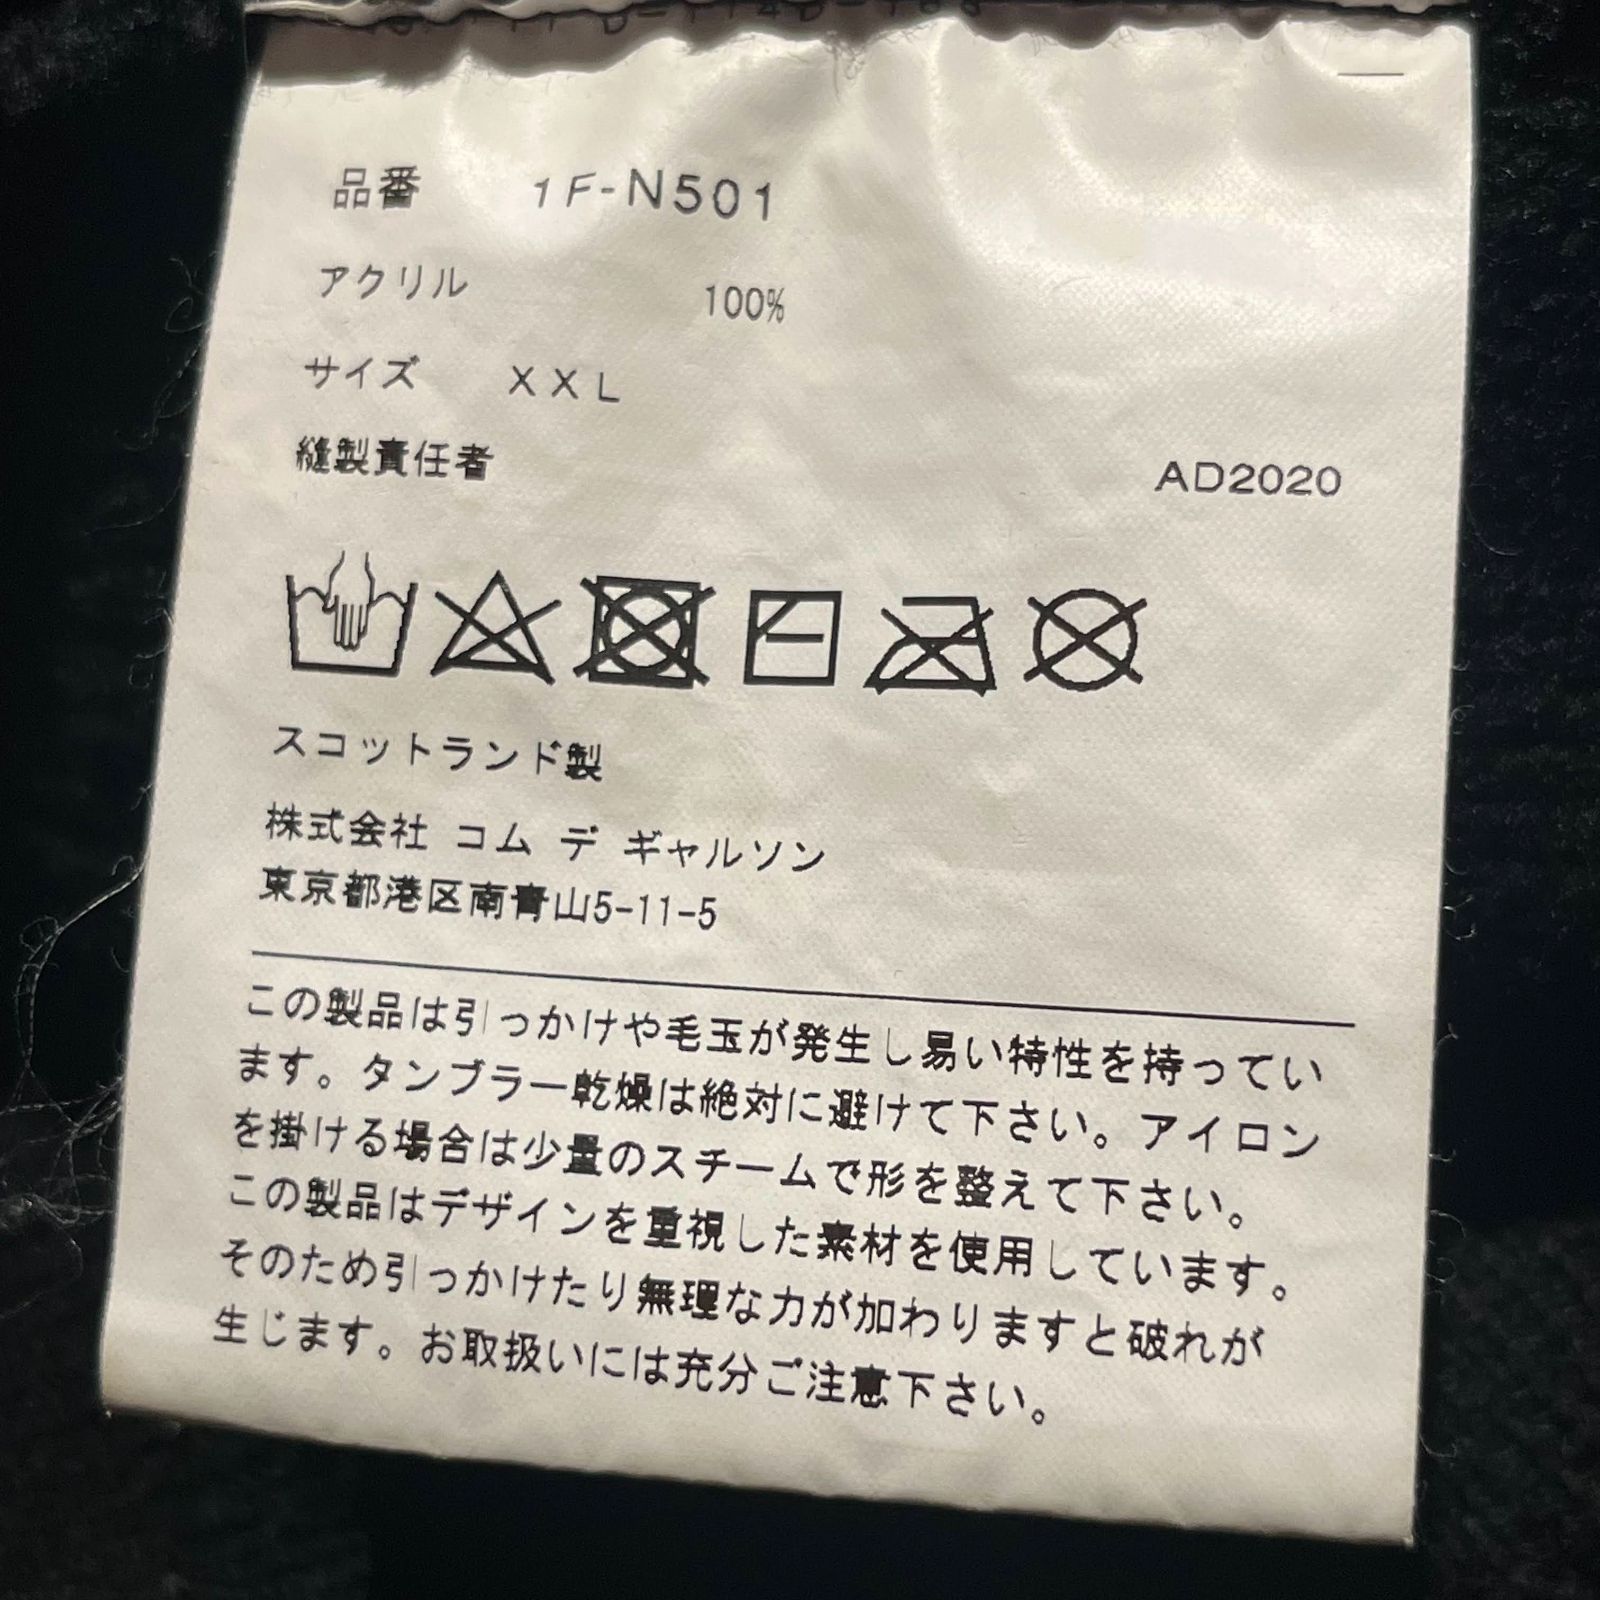 品番 1F-N501
アクリル 100%
サイズ XXL
縫製責任者 AD2020
スコットランド製
株式会社 コム デ ギャルソン
東京都港区南青山5-11-5
この製品は引っかけや毛玉が発生し易い特性を持ってい
ます。タンブラー乾燥は絶対に避けて下さい。アイロン
を掛ける場合は少量のスチームで形を整えて下さい。
この製品はデザインを重視した素材を使用しています。
そのため引っかけたり無理な力が加わりますと破れが
生じます。お取扱いには充分ご注意下さい。